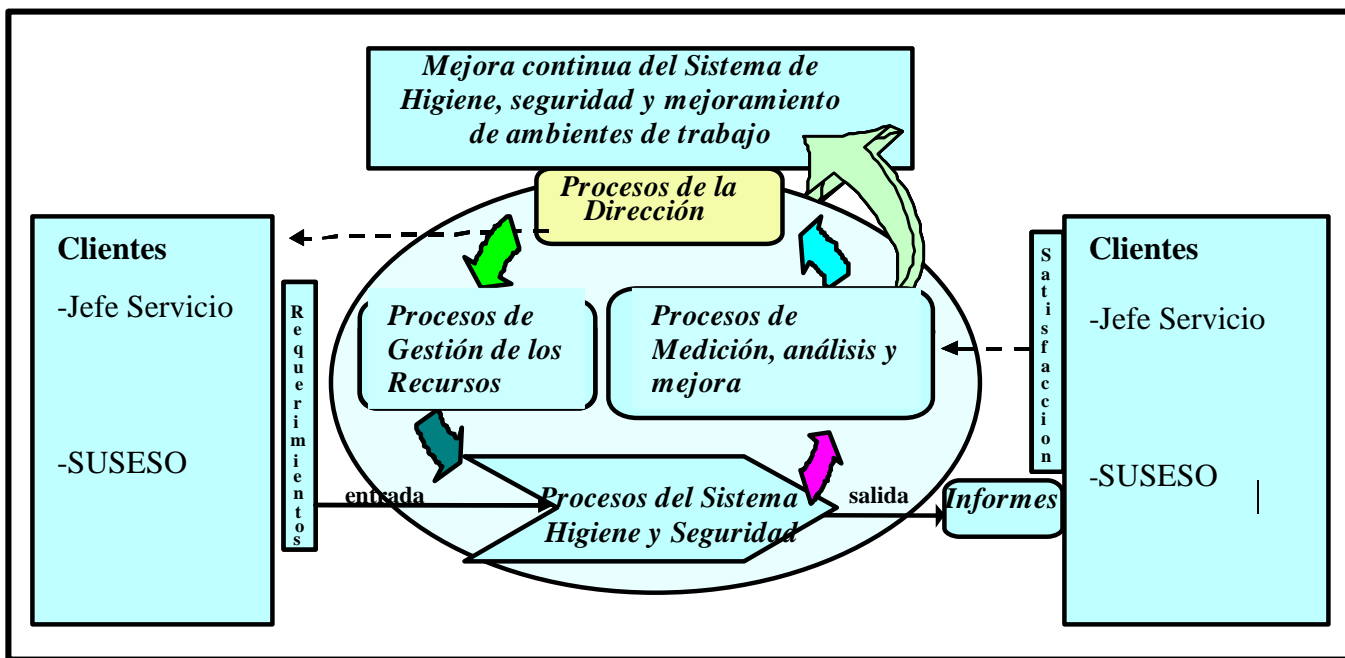 Mejora continua del Sistema de
Higiene, seguridad y mejoramiento
de ambientes de trabajo
Procesos de la
Dirección
Clientes
-Jefe Servicio
-SUSESO
Requerimientos
Procesos de
Gestión de los
Recursos
Procesos de
Medición, análisis y
mejora
entrada
Procesos del Sistema
Higiene y Seguridad
salida
Informes
Satisfaccion
Clientes
-Jefe Servicio
-SUSESO